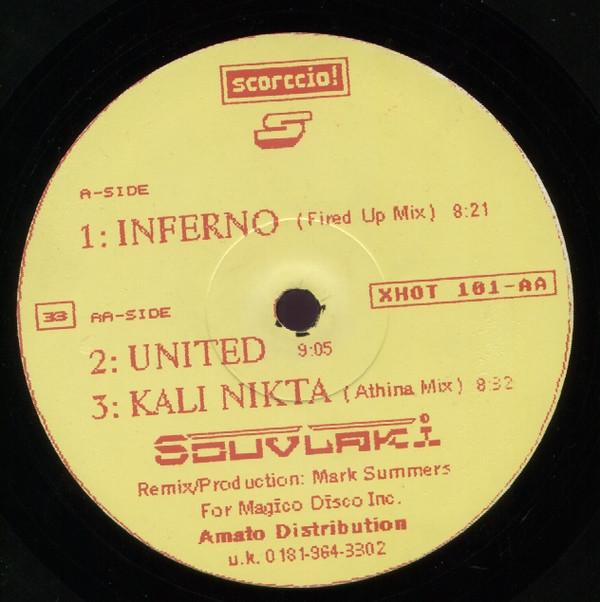 scorccio!
S
A-SIDE
1: INFERNO (Fired Up Mix) 8:21
XHOT 101-AA
33 AA-SIDE
2: UNITED 9:05
3: KALI NIKTA (Athina Mix) 8:32
SOUVLAKi
Remix/Production: Mark Summers
For Magico Disco Inc.
Amato Distribution
u.k. 0181-964-3302